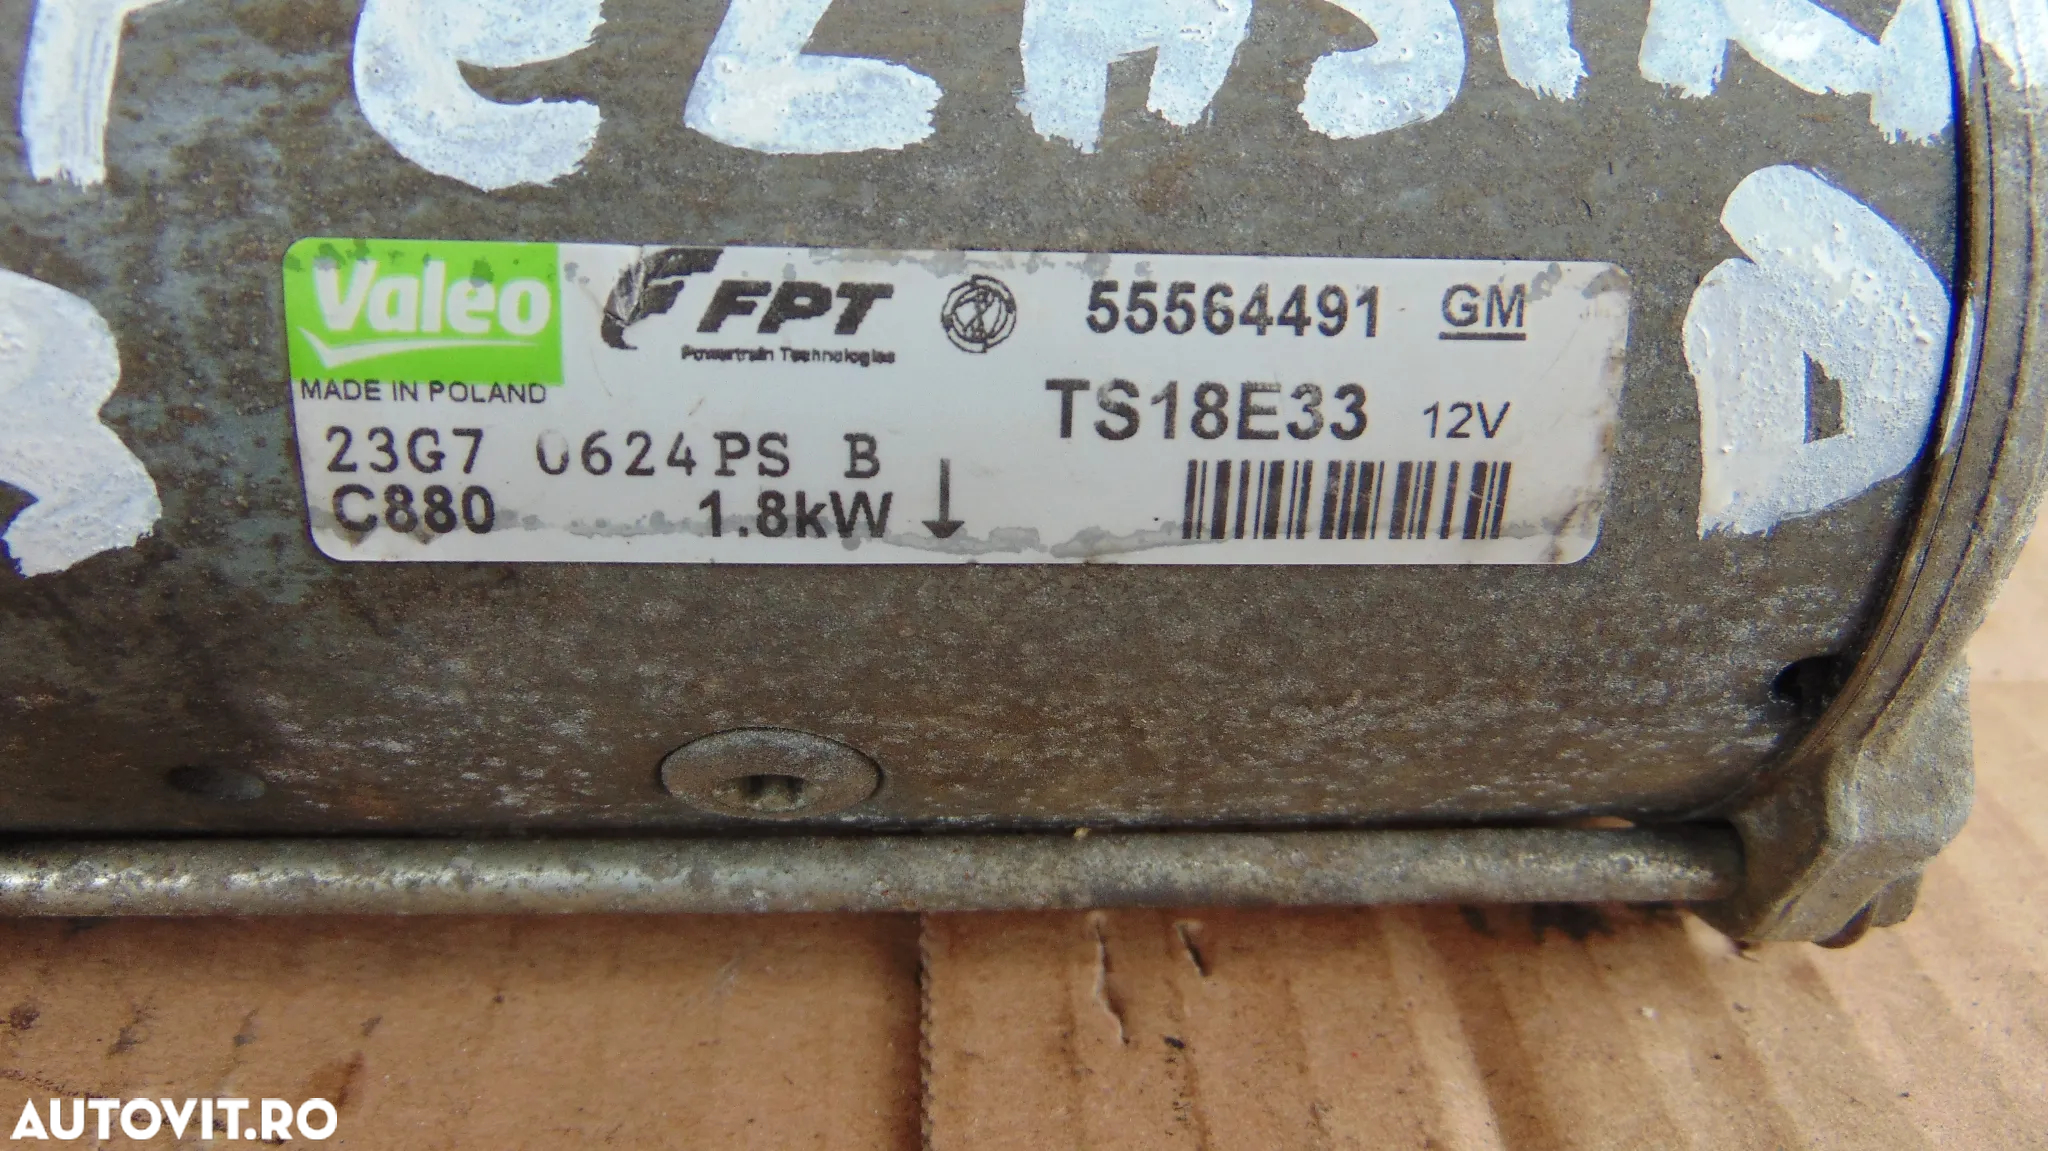 Valeo FPT 55564491 GM
Powertrain Technologies
MADE IN POLAND
TS18E33 12V
23G7 0624PS B
C880 1.8kW
AUTOVIT.RO